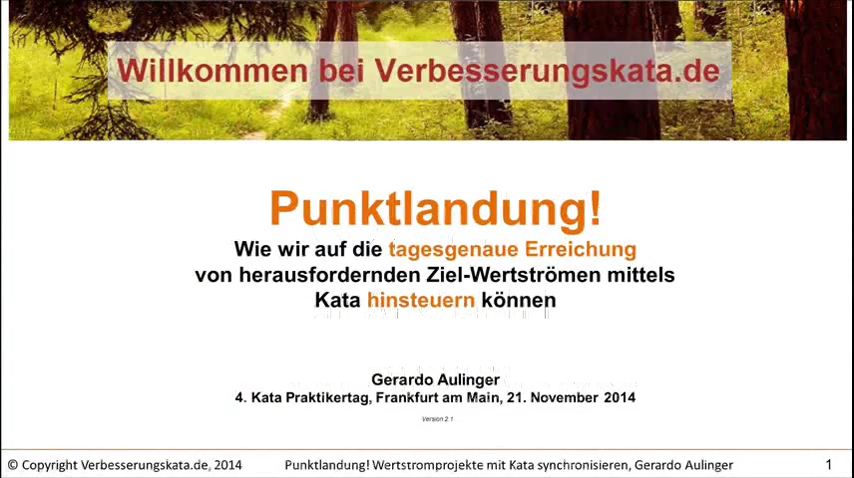 Willkommen bei Verbesserungskata.de
Punktlandung!
Wie wir auf die tagesgenaue Erreichung
von herausfordernden Ziel-Wertströmen mittels
Kata hinsteuern können
Gerardo Aulinger
4. Kata Praktikertag, Frankfurt am Main, 21. November 2014
Version 2.1
© Copyright Verbesserungskata.de, 2014 Punktlandung! Wertstromprojekte mit Kata synchronisieren, Gerardo Aulinger 1